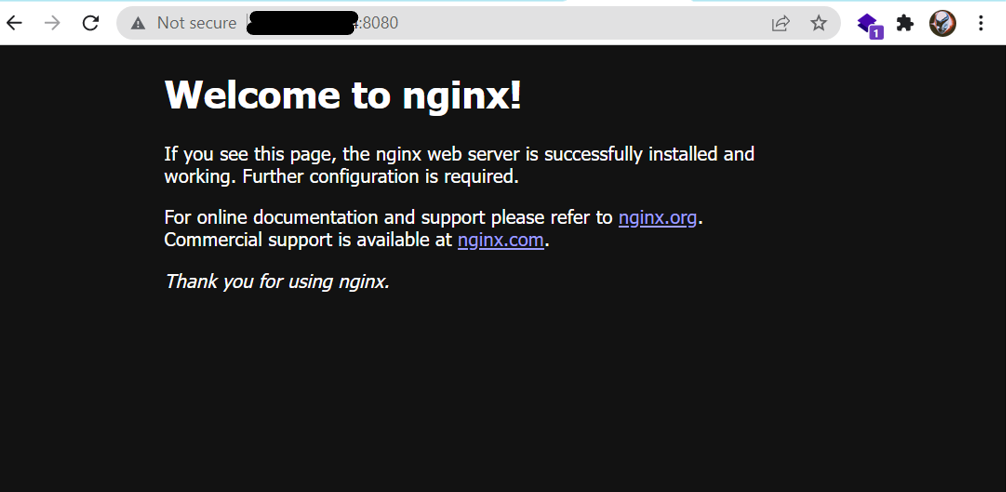 Not secure :8080
1
Welcome to nginx!
If you see this page, the nginx web server is successfully installed and
working. Further configuration is required.
For online documentation and support please refer to nginx.org.
Commercial support is available at nginx.com.
Thank you for using nginx.